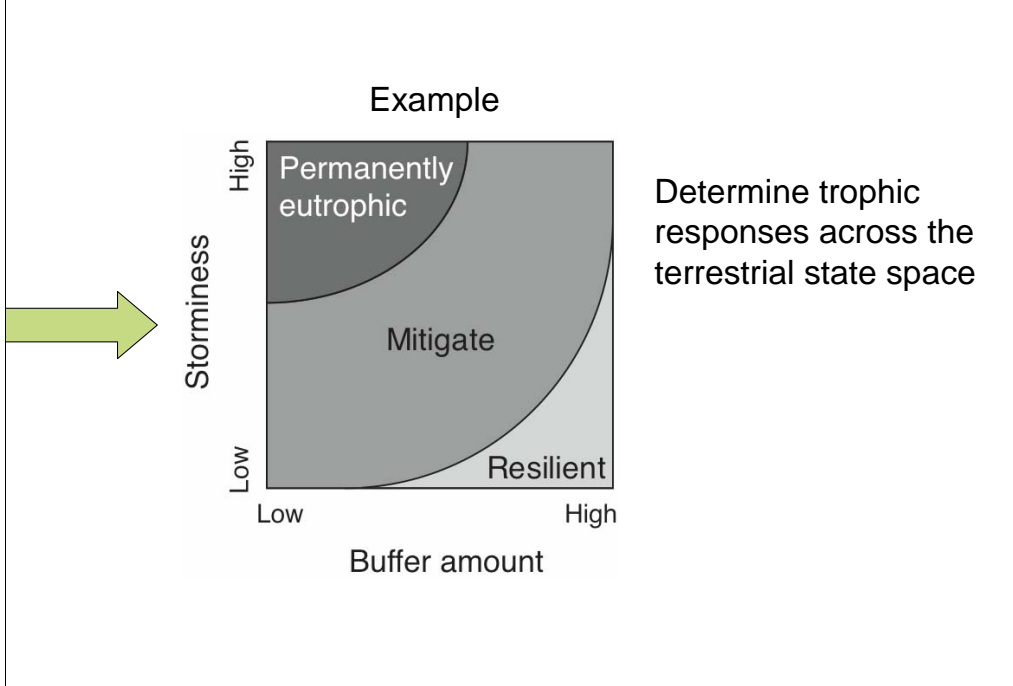 Example
High
Permanently
eutrophic
Determine trophic
responses across the
terrestrial state space
Storminess
Mitigate
Low
Resilient
Low
High
Buffer amount